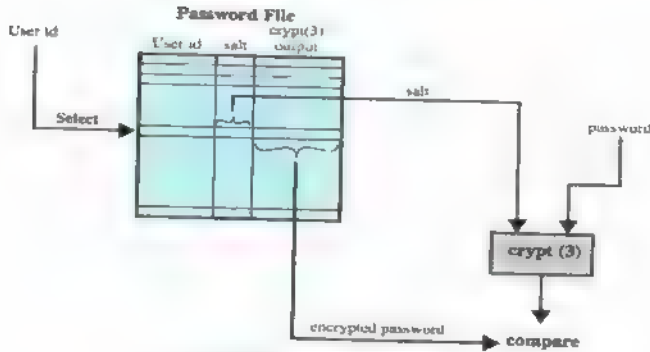 Password File
User id
User id
salt
crypt(3)
output
salt
Select
password
crypt (3)
encrypted password
compare